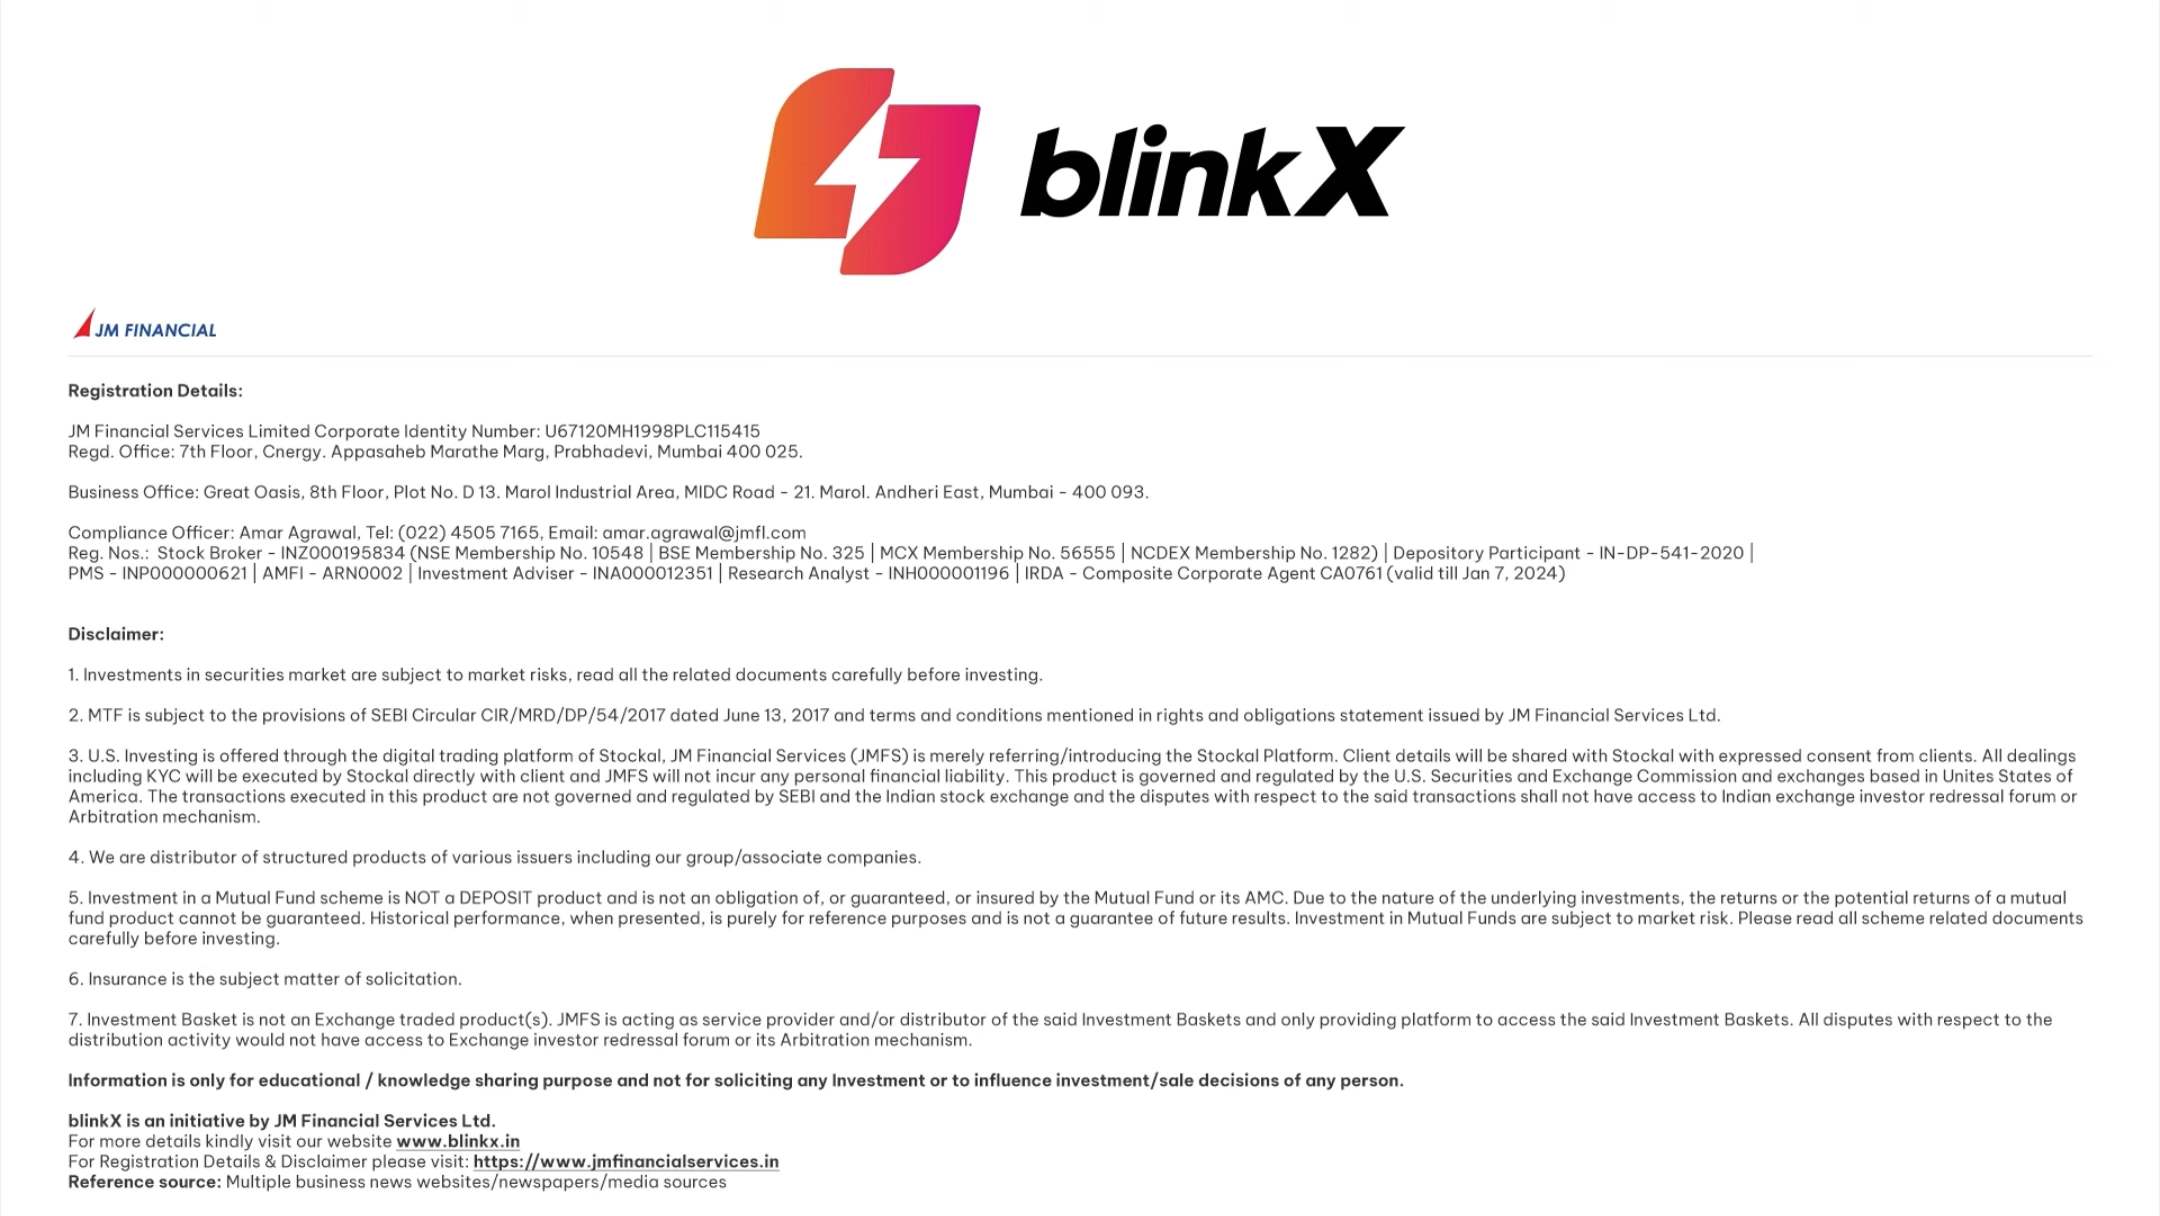 blinkX
JM FINANCIAL
Registration Details:
JM Financial Services Limited Corporate Identity Number: U67120MH1998PLC115415
Regd. Office: 7th Floor, Cnergy. Appasaheb Marathe Marg, Prabhadevi, Mumbai 400 025.
Business Office: Great Oasis, 8th Floor, Plot No. D 13. Marol Industrial Area, MIDC Road - 21. Marol. Andheri East, Mumbai - 400 093.
Compliance Officer: Amar Agrawal, Tel: (022) 4505 7165, Email: amar.agrawal@jmfl.com
Reg. Nos.: Stock Broker - INZ000195834 (NSE Membership No. 10548 | BSE Membership No. 325 | MCX Membership No. 56555 | NCDEX Membership No. 1282) | Depository Participant - IN-DP-541-2020 |
PMS - INP000000621 | AMFI - ARN0002 | Investment Adviser - INA000012351 | Research Analyst - INH000001196 | IRDA - Composite Corporate Agent CA0761 (valid till Jan 7, 2024)
Disclaimer:
1. Investments in securities market are subject to market risks, read all the related documents carefully before investing.
2. MTF is subject to the provisions of SEBI Circular CIR/MRD/DP/54/2017 dated June 13, 2017 and terms and conditions mentioned in rights and obligations statement issued by JM Financial Services Ltd.
3. U.S. Investing is offered through the digital trading platform of Stockal, JM Financial Services (JMFS) is merely referring/introducing the Stockal Platform. Client details will be shared with Stockal with expressed consent from clients. All dealings
including KYC will be executed by Stockal directly with client and JMFS will not incur any personal financial liability. This product is governed and regulated by the U.S. Securities and Exchange Commission and exchanges based in Unites States of
America. The transactions executed in this product are not governed and regulated by SEBI and the Indian stock exchange and the disputes with respect to the said transactions shall not have access to Indian exchange investor redressal forum or
Arbitration mechanism.
4. We are distributor of structured products of various issuers including our group/associate companies.
5. Investment in a Mutual Fund scheme is NOT a DEPOSIT product and is not an obligation of, or guaranteed, or insured by the Mutual Fund or its AMC. Due to the nature of the underlying investments, the returns or the potential returns of a mutual
fund product cannot be guaranteed. Historical performance, when presented, is purely for reference purposes and is not a guarantee of future results. Investment in Mutual Funds are subject to market risk. Please read all scheme related documents
carefully before investing.
6. Insurance is the subject matter of solicitation.
7. Investment Basket is not an Exchange traded product(s). JMFS is acting as service provider and/or distributor of the said Investment Baskets and only providing platform to access the said Investment Baskets. All disputes with respect to the
distribution activity would not have access to Exchange investor redressal forum or its Arbitration mechanism.
Information is only for educational / knowledge sharing purpose and not for soliciting any Investment or to influence investment/sale decisions of any person.
blinkX is an initiative by JM Financial Services Ltd.
For more details kindly visit our website www.blinkx.in
For Registration Details & Disclaimer please visit: https://www.jmfinancialservices.in
Reference source: Multiple business news websites/newspapers/media sources